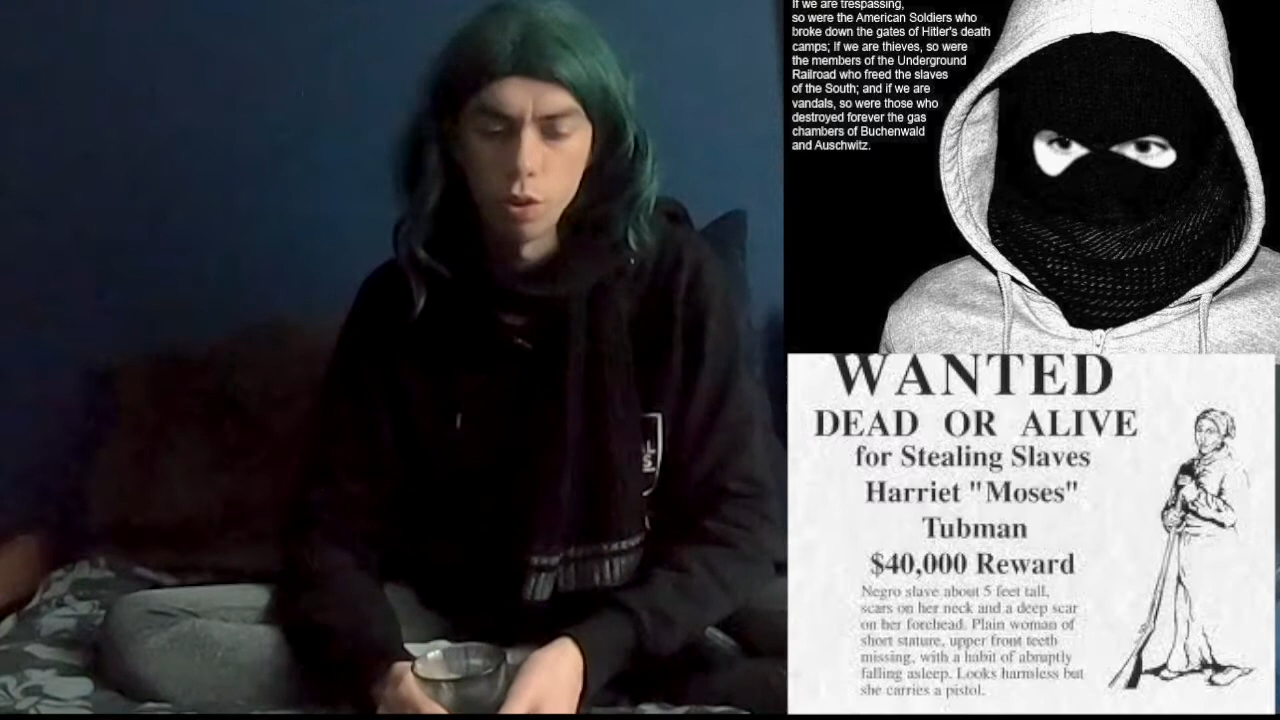 If we are trespassing,
so were the American Soldiers who
broke down the gates of Hitler's death
camps; If we are thieves, so were
the members of the Underground
Railroad who freed the slaves
of the South; and if we are
vandals, so were those who
destroyed forever the gas
chambers of Buchenwald
and Auschwitz.
WANTED
DEAD OR ALIVE
for Stealing Slaves
Harriet "Moses"
Tubman
$40,000 Reward
Negro slave about 5 feet tall,
scars on her neck and a deep scar
on her forehead. Plain woman of
short stature, upper front teeth
missing, with a habit of abruptly
falling asleep. Looks harmless but
she carries a pistol.